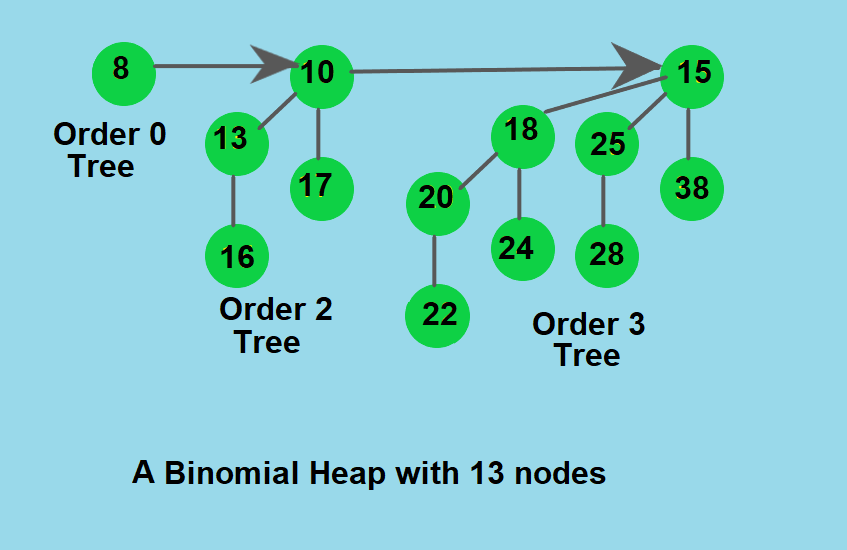 8
10
15
13
17
16
18
25
38
20
24
28
22
Order 0
Tree
Order 2
Tree
Order 3
Tree
A Binomial Heap with 13 nodes